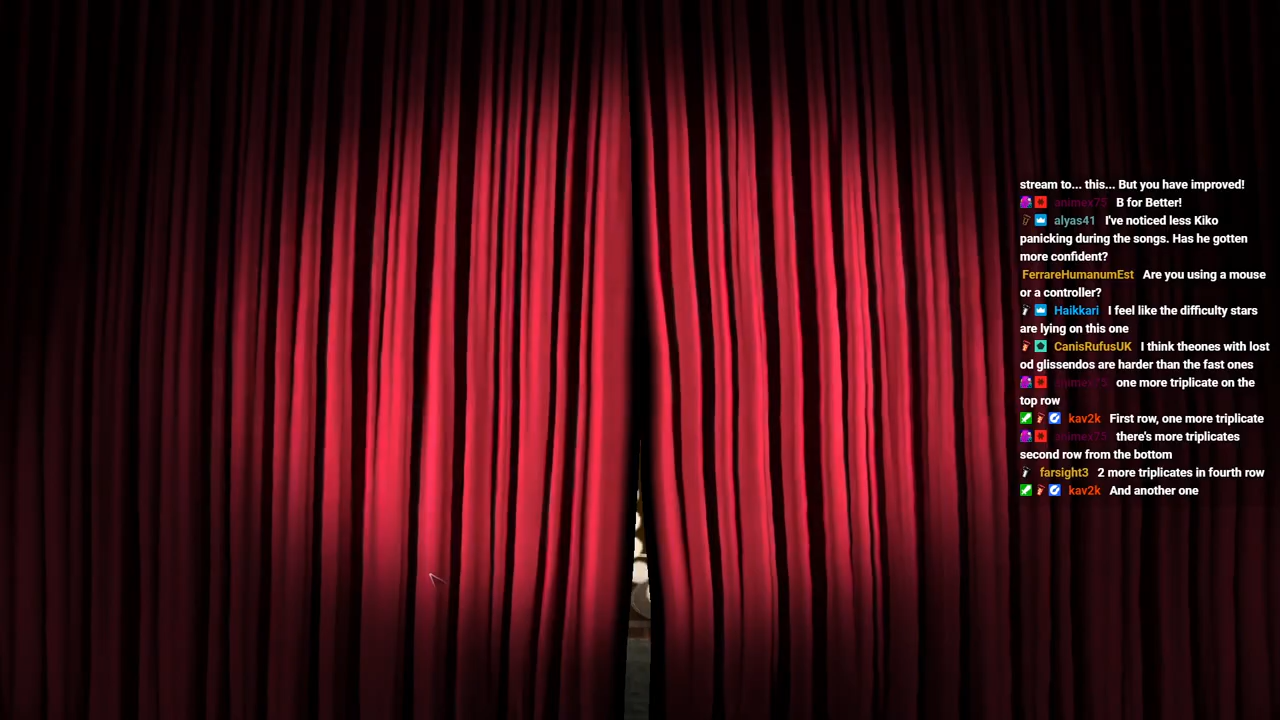 stream to... this... But you have improved!
animex75 B for Better!
alyas41 I've noticed less Kiko
panicking during the songs. Has he gotten
more confident?
FerrareHumanumEst Are you using a mouse
or a controller?
Haikkari I feel like the difficulty stars
are lying on this one
CanisRufusUK I think theones with lost
od glissendos are harder than the fast ones
animex75 one more triplicate on the
top row
kav2k First row, one more triplicate
animex75 there's more triplicates
second row from the bottom
farsight3 2 more triplicates in fourth row
kav2k And another one